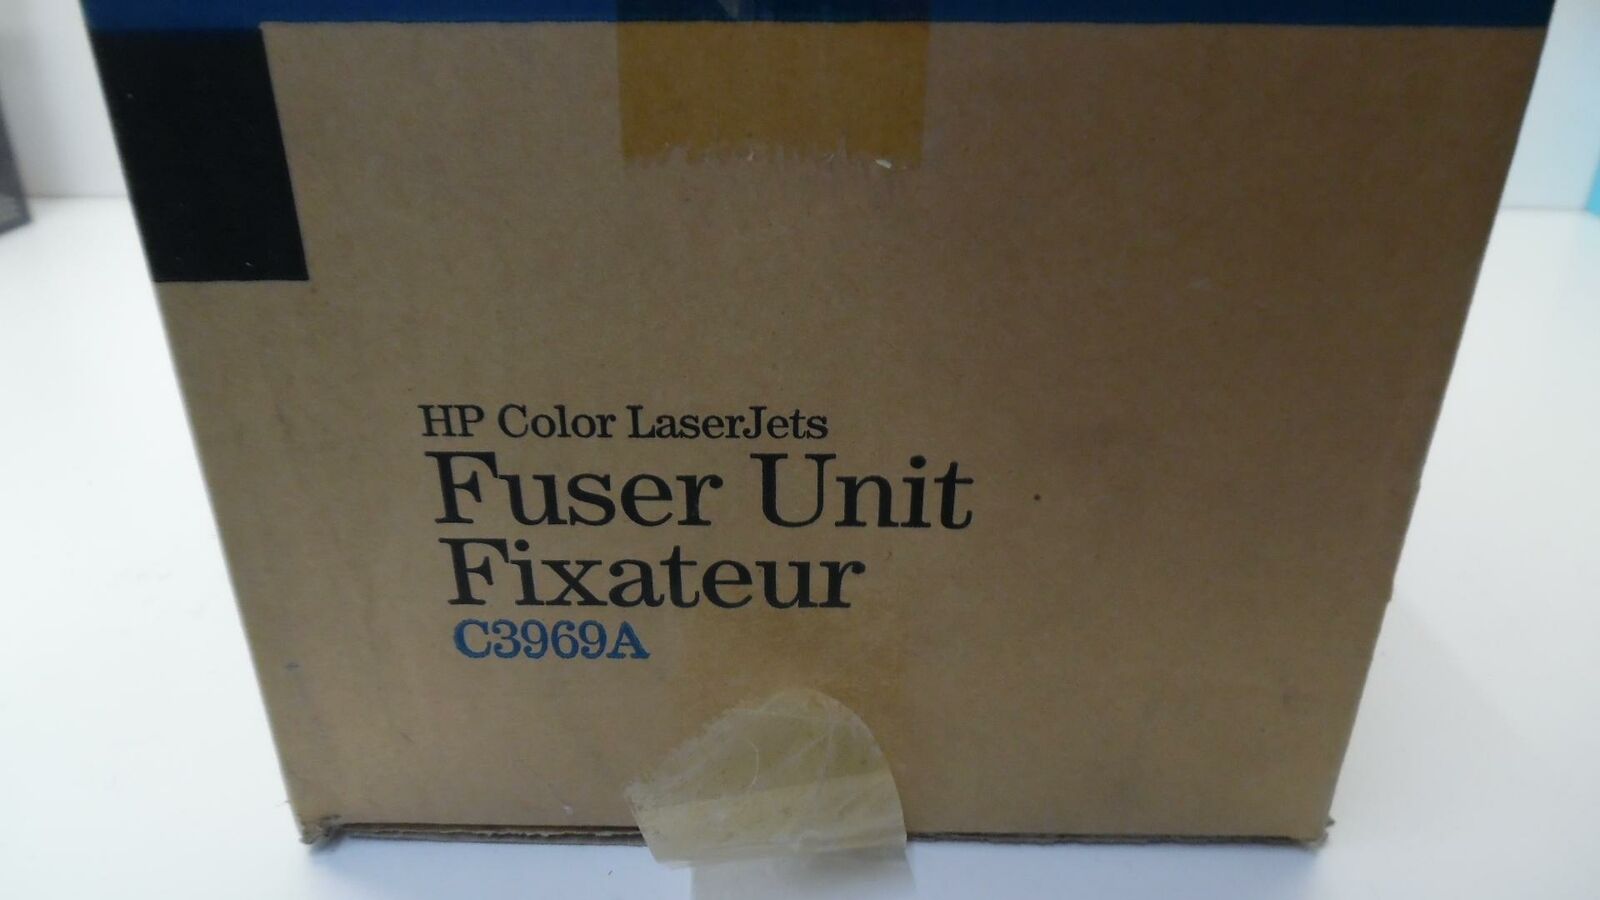 HP Color LaserJets
Fuser Unit
Fixateur
C3969A